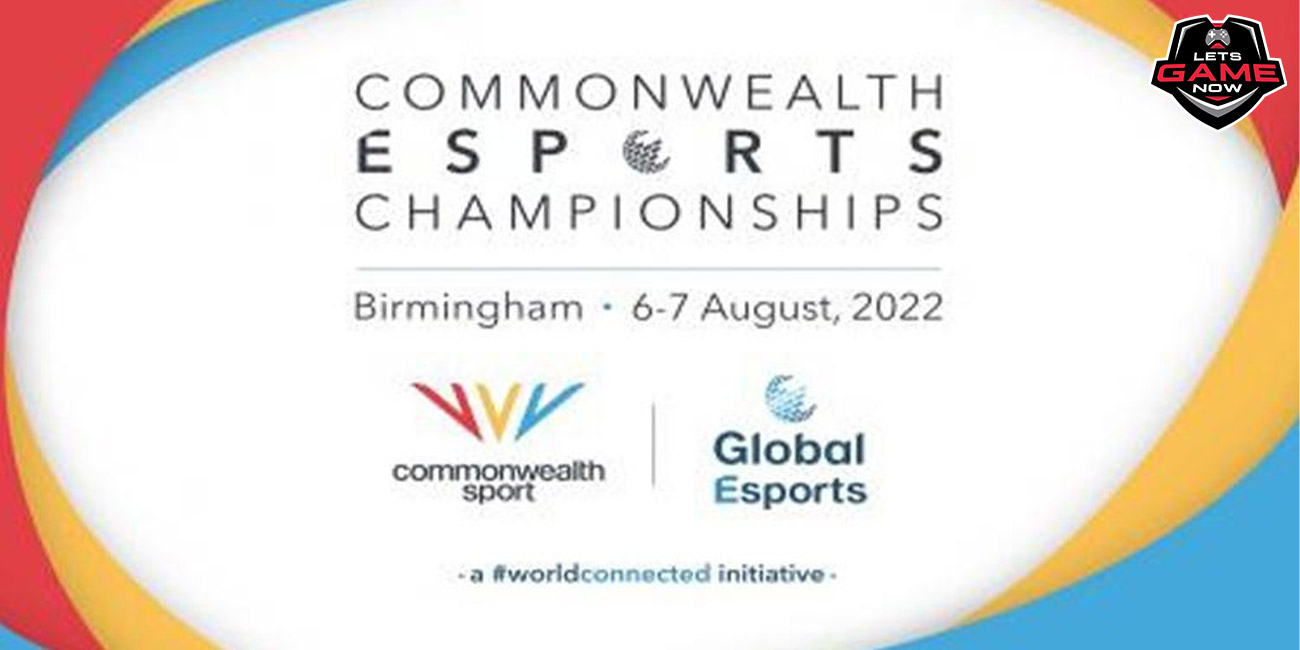 COMMONWEALTH
ESPORTS
CHAMPIONSHIPS
Birmingham • 6-7 August, 2022
commonwealth
sport
Global
Esports
- a #worldconnected initiative -
LETS
GAME
NOW